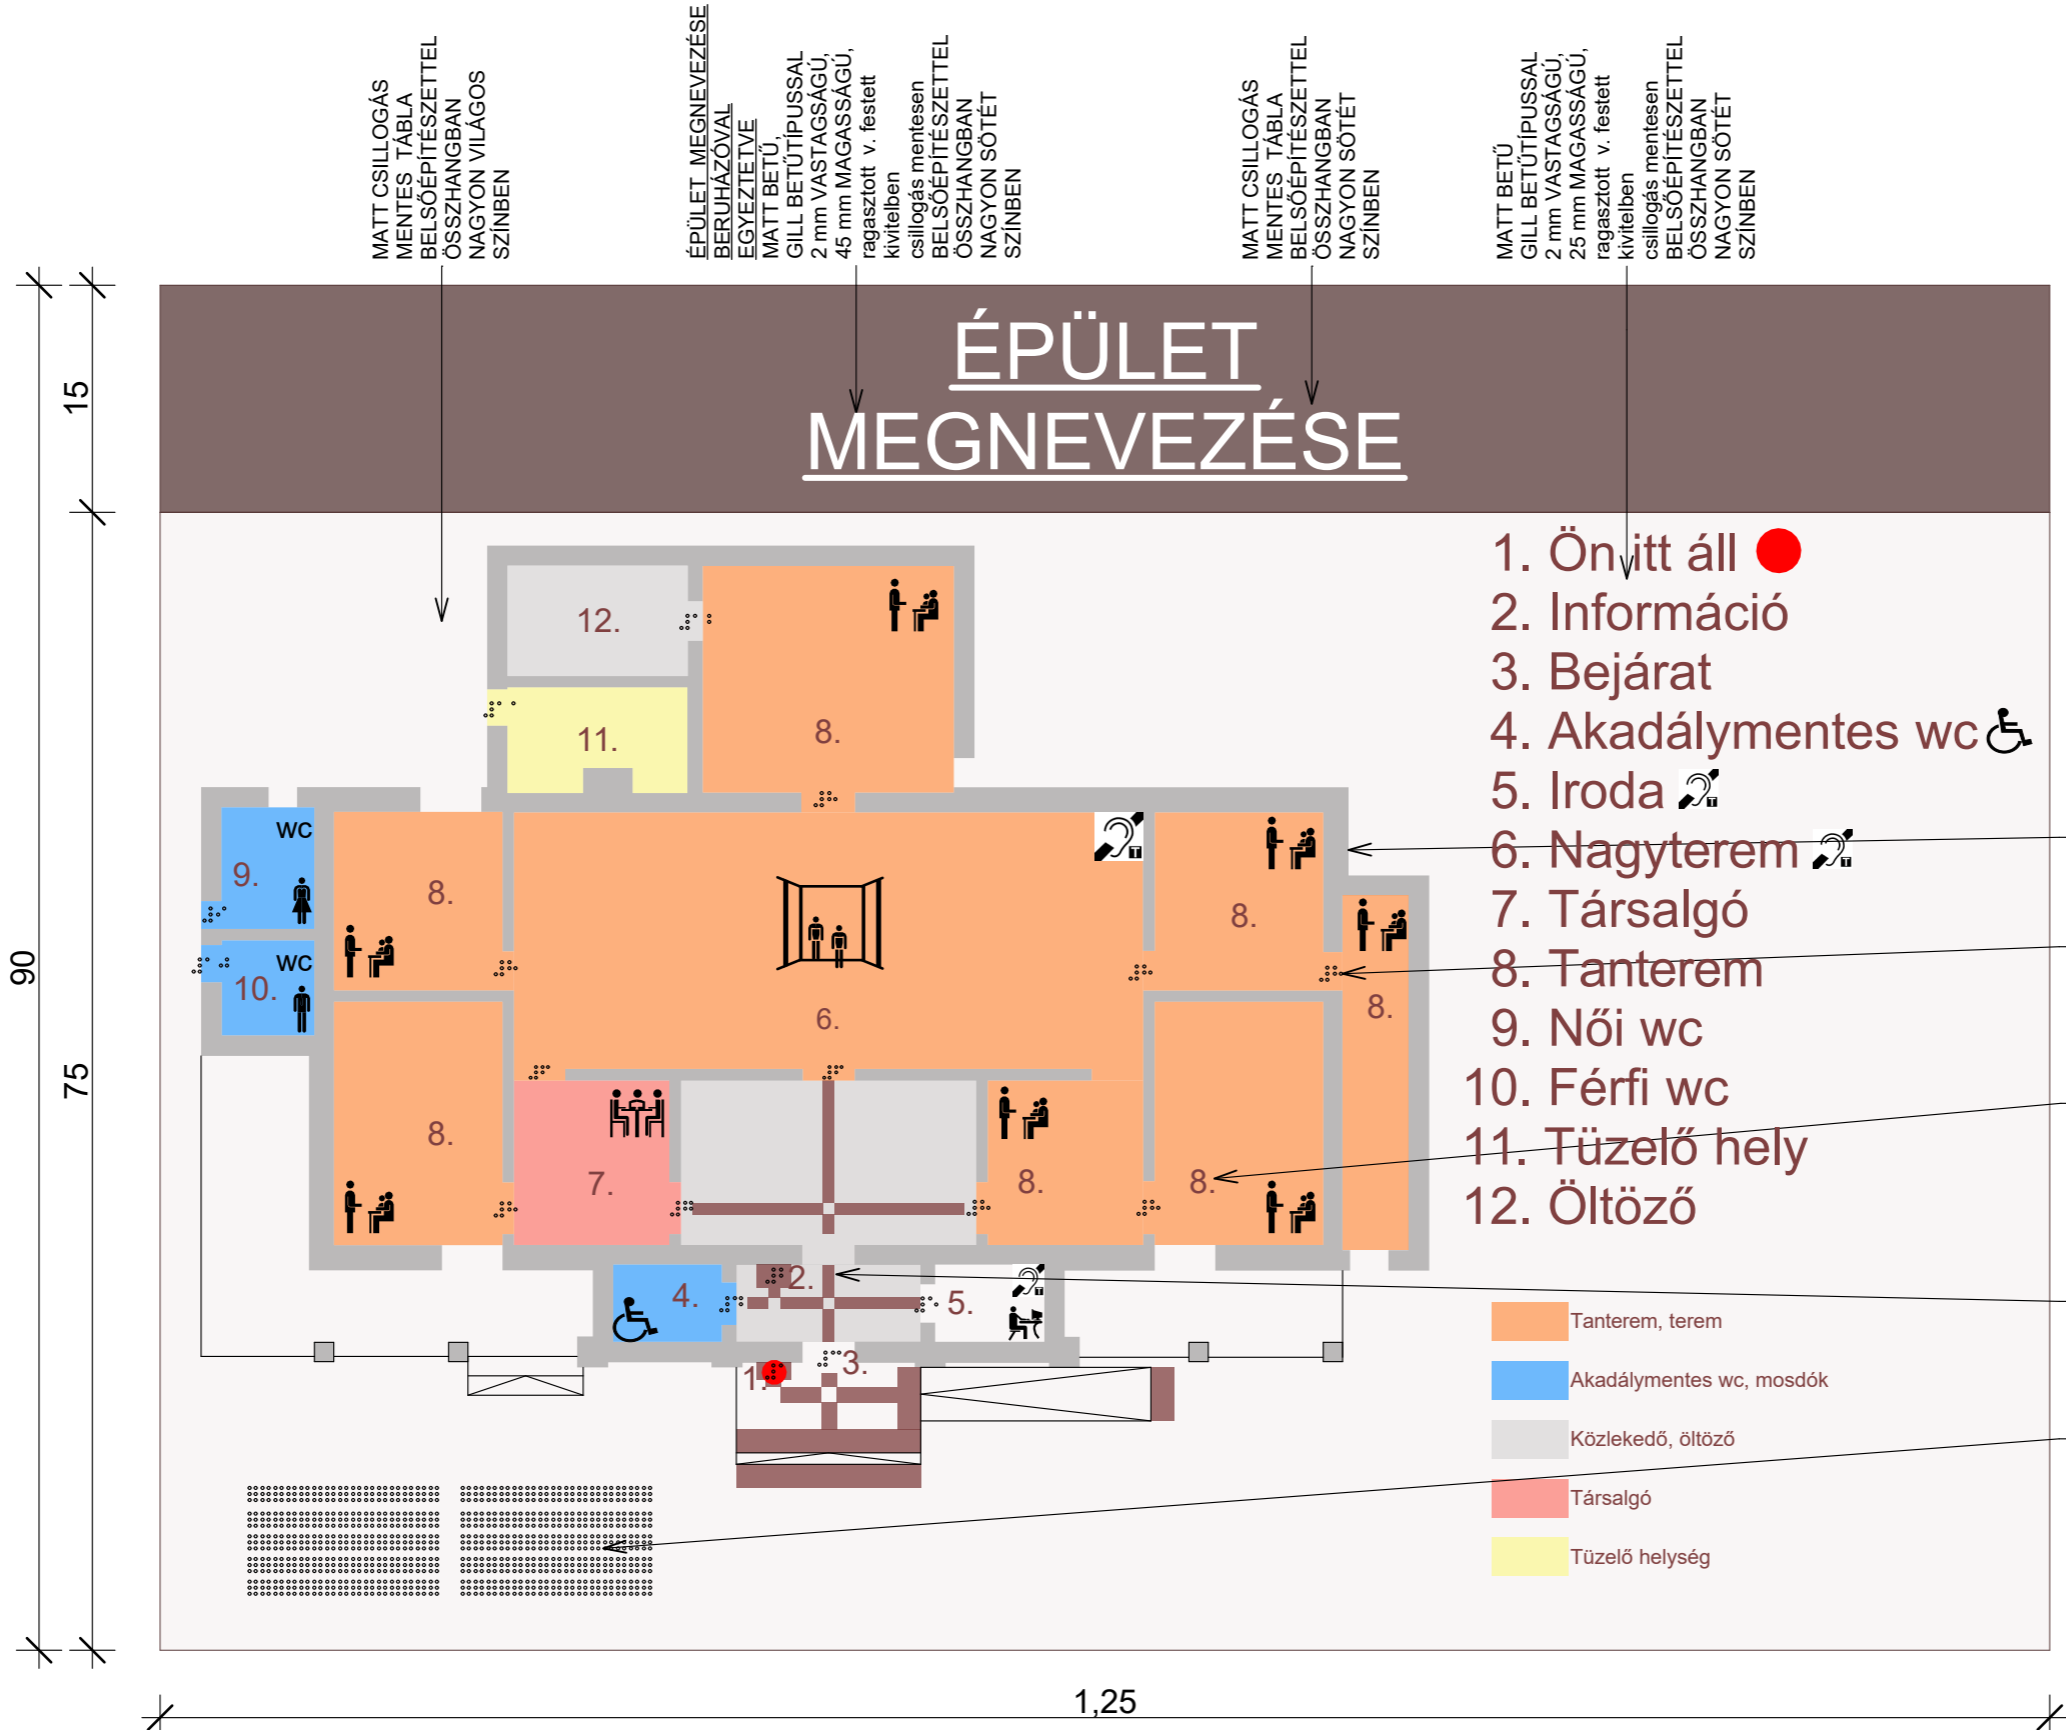 MATT CSILLOGÁS
MENTES TÁBLA
BELSŐÉPÍTÉSZETTEL
ÖSSZHANGBAN
NAGYON VILÁGOS
SZÍNBEN
ÉPÜLET MEGNEVEZÉSE
BERUHÁZÓVAL
EGYEZTETVE
MATT BETŰ,
GILL BETŰTÍPUSSAL
2 mm VASTAGSÁGÚ,
45 mm MAGASSÁGÚ,
ragasztott v. festett
kivitelben
csillogás mentesen
BELSŐÉPÍTÉSZETTEL
ÖSSZHANGBAN
NAGYON SÖTÉT
SZÍNBEN
MATT CSILLOGÁS
MENTES TÁBLA
BELSŐÉPÍTÉSZETTEL
ÖSSZHANGBAN
NAGYON SÖTÉT
SZÍNBEN
MATT BETŰ
GILL BETŰTÍPUSSAL
2 mm VASTAGSÁGÚ,
25 mm MAGASSÁGÚ,
ragasztott v. festett
kivitelben
csillogás mentesen
BELSŐÉPÍTÉSZETTEL
ÖSSZHANGBAN
NAGYON SÖTÉT
SZÍNBEN
90
15
75
1,25
ÉPÜLET
MEGNEVEZÉSE
1. Ön itt áll
2. Információ
3. Bejárat
4. Akadálymentes wc
5. Iroda
6. Nagyterem
7. Társalgó
8. Tanterem
9. Női wc
10. Férfi wc
11. Tüzelő hely
12. Öltöző
12.
8.
11.
WC
9.
8.
T
8.
WC
10.
6.
8.
8.
7.
8.
8.
4.
2.
5.
T
1.
3.
Tanterem, terem
Akadálymentes wc, mosdók
Közlekedő, öltöző
Társalgó
Tüzelő helység